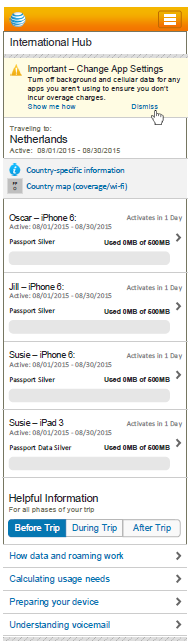 International Hub
Important – Change App Settings
Turn off background and cellular data for any
apps you aren't using to ensure you don't
incur overage charges.
Show me how Dismiss
Traveling to:
Netherlands
Active: 08/01/2015 - 08/30/2015
Country-specific information
Country map (coverage/wi-fi)
Oscar – iPhone 6: Activates in 1 Day
Active: 08/01/2015 - 08/30/2015
Passport Silver Used 0MB of 600MB
Jill – iPhone 6: Activates in 1 Day
Active: 08/01/2015 - 08/30/2015
Passport Silver Used 0MB of 600MB
Susie – iPhone 6: Activates in 1 Day
Active: 08/01/2015 - 08/30/2015
Passport Silver Used 0MB of 600MB
Susie – iPad 3 Activates in 1 Day
Active: 08/01/2015 - 08/30/2015
Passport Data Silver Used 0MB of 600MB
Helpful Information
For all phases of your trip
Before Trip During Trip After Trip
How data and roaming work
Calculating usage needs
Preparing your device
Understanding voicemail